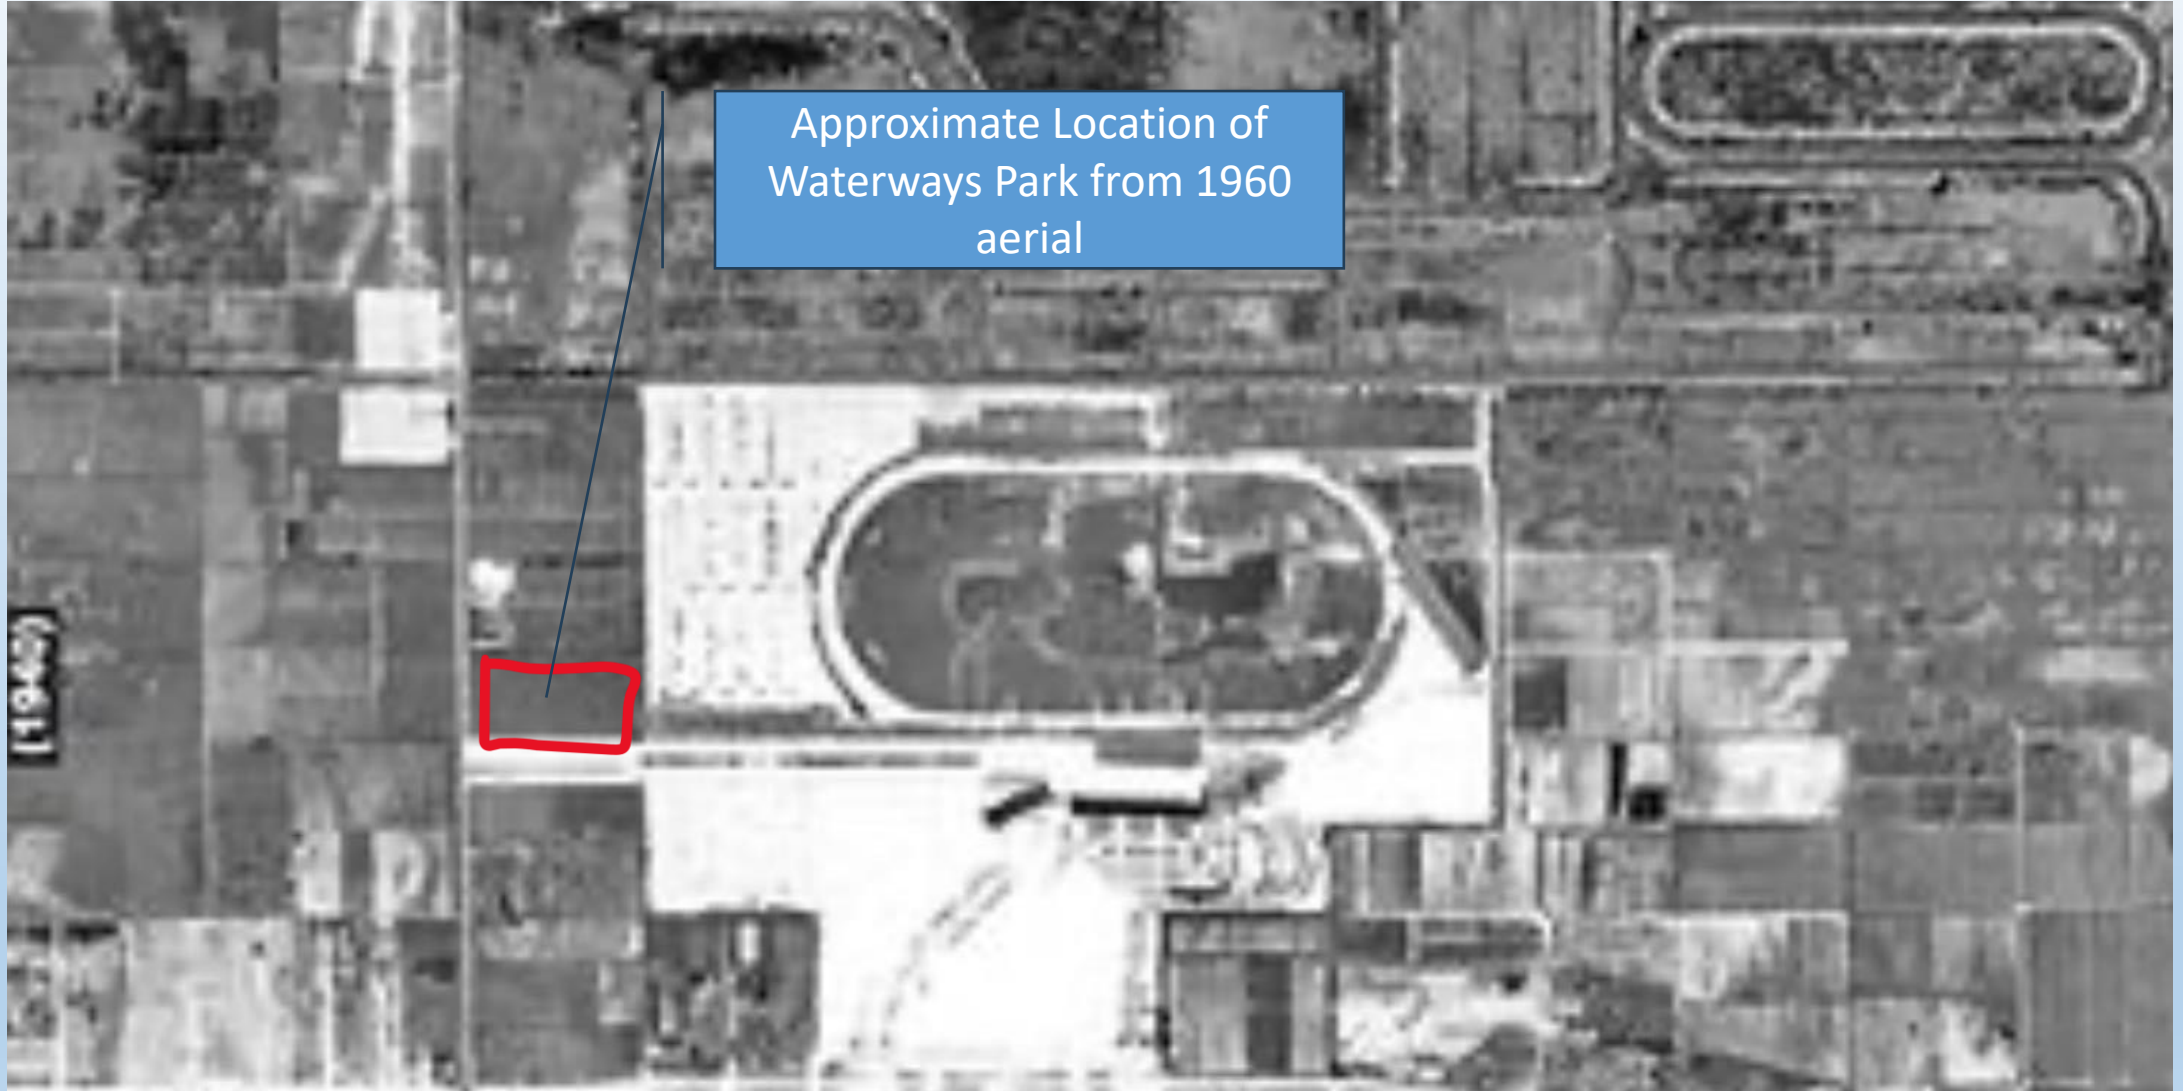 Approximate Location of
Waterways Park from 1960
aerial
(1940)